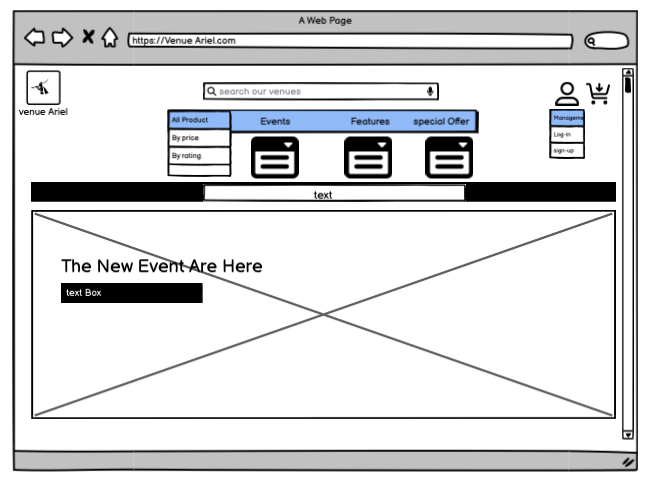 A Web Page
https://Venue Ariel.com
search our venues
venue Ariel
All Product
Events
Features
special Offer
By price
By rating
Manageme
Log-in
sign-up
text
The New Event Are Here
text Box